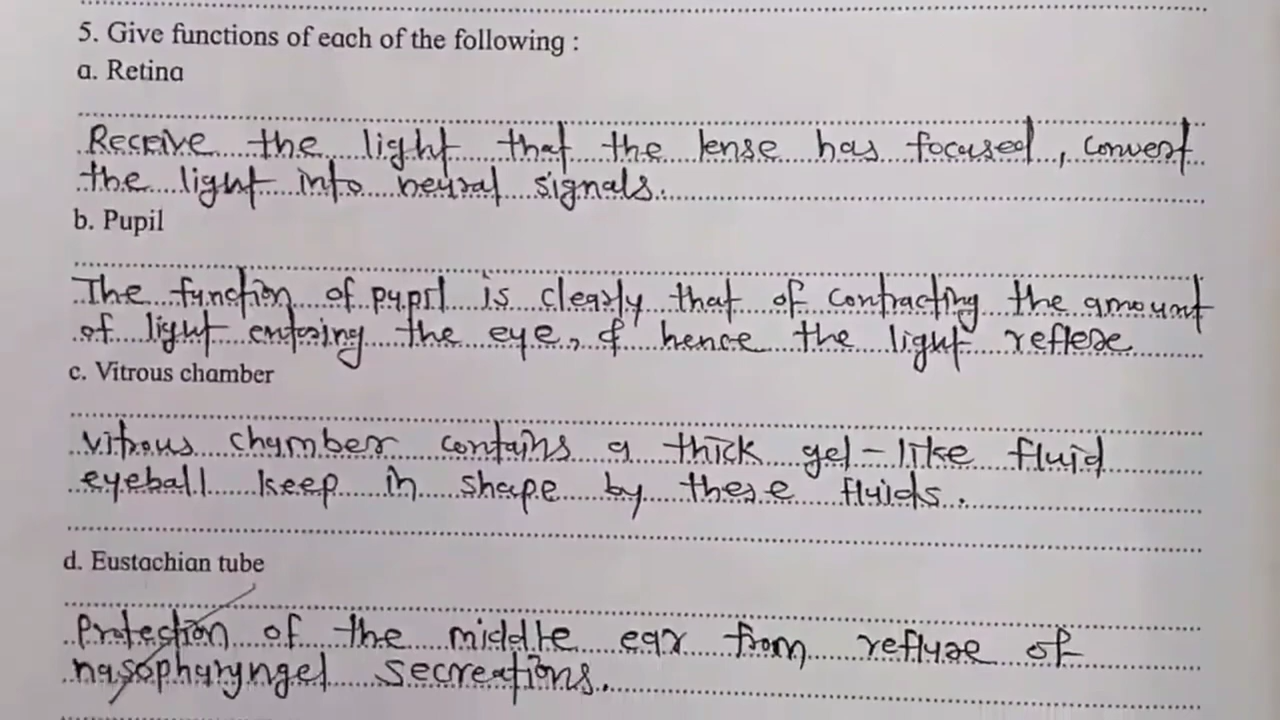 5. Give functions of each of the following :
a. Retina
Receive the light that the lense has focused, convert
the light into neural signals.
b. Pupil
The function of pupil is clearly that of contracting the amount
of light entering the eye, & hence the light reflexe
c. Vitrous chamber
vitrous chamber contains a thick gel-like fluid
eyeball keep in shape by these fluids.
d. Eustachian tube
Protection of the middle ear from refluxe of
nasopharyngel secreations.